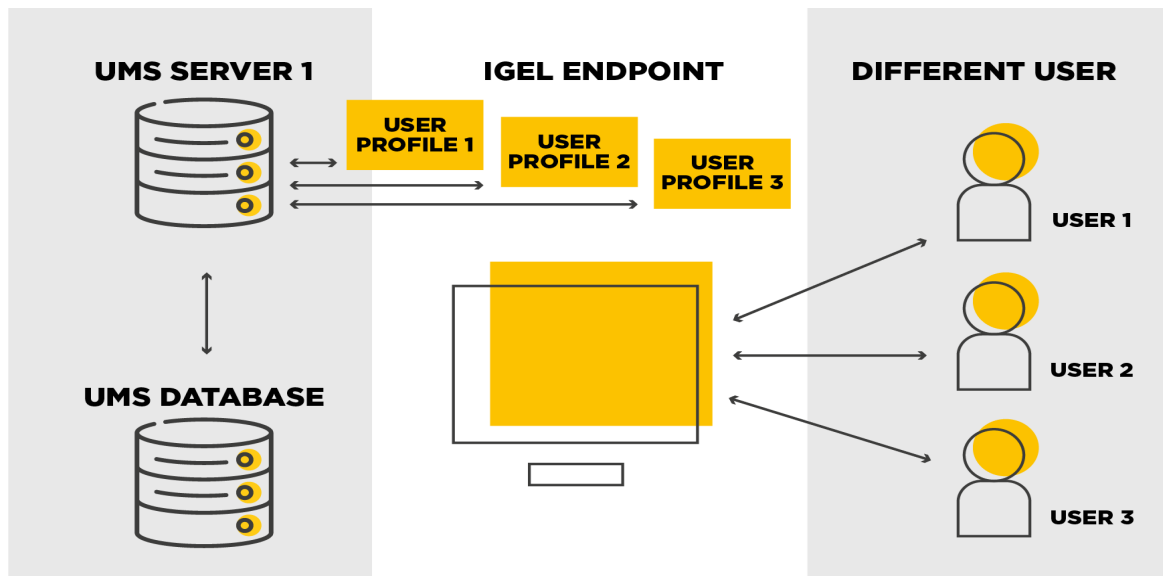 UMS SERVER 1
IGEL ENDPOINT
DIFFERENT USER
USER
PROFILE 1
USER
PROFILE 2
USER
PROFILE 3
USER 1
USER 2
UMS DATABASE
USER 3